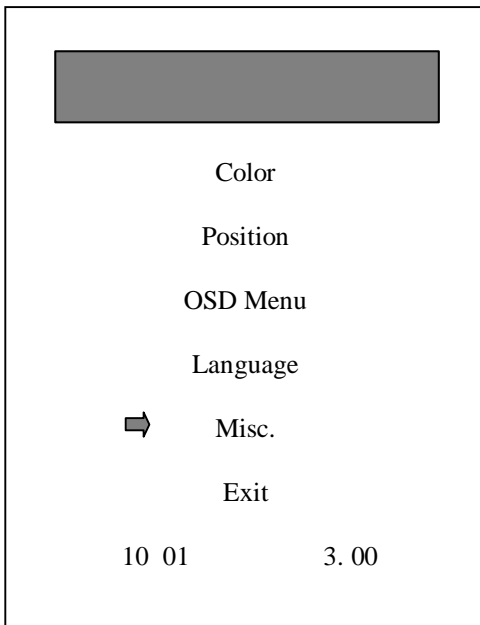 Color
Position
OSD Menu
Language
Misc.
Exit
10 01 3. 00